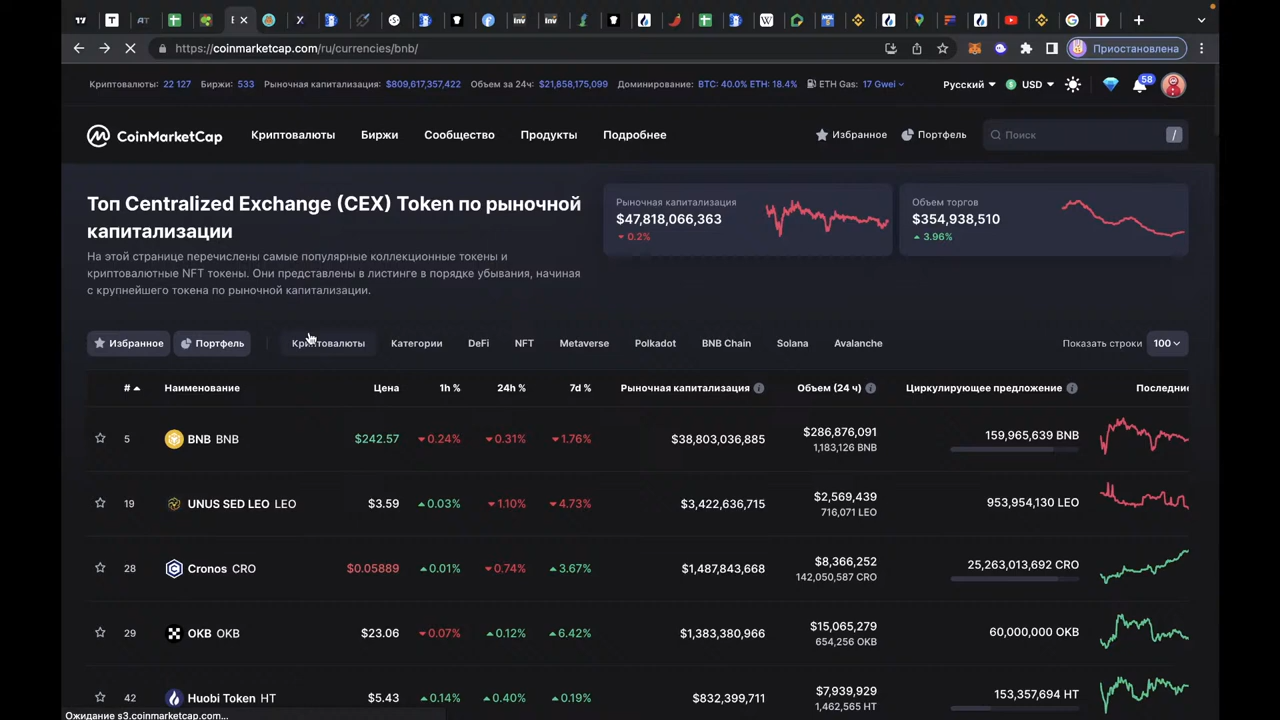 https://coinmarketcap.com/ru/currencies/bnb/
Приостановлена
Криптовалюты: 22 127 Биржи: 533 Рыночная капитализация: $809,617,357,422 Объем за 24ч: $21,858,175,099 Доминирование: BTC: 40.0% ETH: 18.4% ETH Gas: 17 Gwei
Русский USD 58
CoinMarketCap Криптовалюты Биржи Сообщество Продукты Подробнее Избранное Портфель Поиск /
Топ Centralized Exchange (CEX) Token по рыночной
капитализации
На этой странице перечислены самые популярные коллекционные токены и
криптовалютные NFT токены. Они представлены в листинге в порядке убывания, начиная
с крупнейшего токена по рыночной капитализации.
Рыночная капитализация
$47,818,066,363
0.2%
Объем торгов
$354,938,510
3.96%
Избранное Портфель Криптовалюты Категории DeFi NFT Metaverse Polkadot BNB Chain Solana Avalanche Показать строки 100
# Наименование Цена 1h % 24h % 7d % Рыночная капитализация Объем (24 ч) Циркулирующее предложение Последние
5 BNB BNB $242.57 0.24% 0.31% 1.76% $38,803,036,885 $286,876,091 159,965,639 BNB
1,183,126 BNB
19 UNUS SED LEO LEO $3.59 0.03% 1.10% 4.73% $3,422,636,715 $2,569,439 953,954,130 LEO
716,071 LEO
28 Cronos CRO $0.05889 0.01% 0.74% 3.67% $1,487,843,668 $8,366,252 25,263,013,692 CRO
142,050,587 CRO
29 OKB OKB $23.06 0.07% 0.12% 6.42% $1,383,380,966 $15,065,279 60,000,000 OKB
654,256 OKB
42 Huobi Token HT $5.43 0.14% 0.40% 0.19% $832,399,711 $7,939,929 153,357,694 HT
1,462,565 HT
Ожидание s3.coinmarketcap.com...